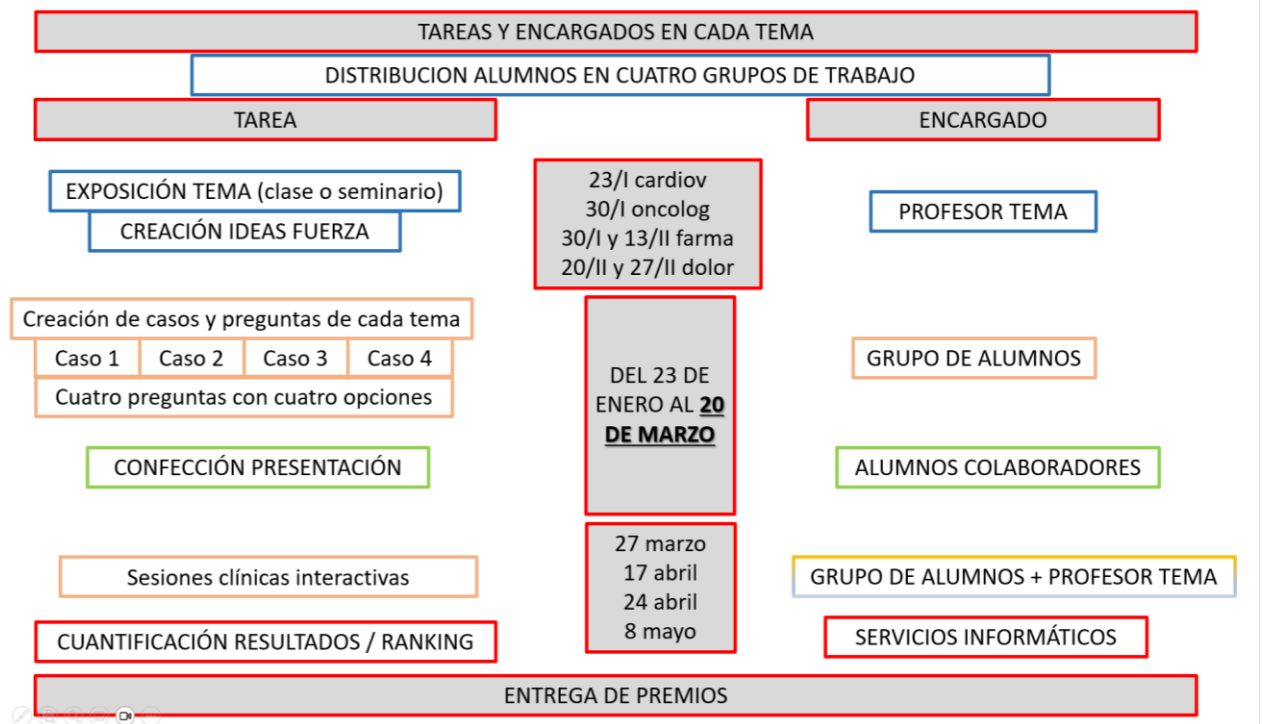 TAREAS Y ENCARGADOS EN CADA TEMA
DISTRIBUCION ALUMNOS EN CUATRO GRUPOS DE TRABAJO
TAREA
ENCARGADO
EXPOSICIÓN TEMA (clase o seminario)
CREACIÓN IDEAS FUERZA
23/I cardiov
30/I oncolog
30/I y 13/II farma
20/II y 27/II dolor
PROFESOR TEMA
Creación de casos y preguntas de cada tema
Caso 1
Caso 2
Caso 3
Caso 4
Cuatro preguntas con cuatro opciones
DEL 23 DE
ENERO AL 20
DE MARZO
GRUPO DE ALUMNOS
CONFECCIÓN PRESENTACIÓN
ALUMNOS COLABORADORES
Sesiones clínicas interactivas
27 marzo
17 abril
24 abril
8 mayo
GRUPO DE ALUMNOS + PROFESOR TEMA
CUANTIFICACIÓN RESULTADOS / RANKING
SERVICIOS INFORMÁTICOS
ENTREGA DE PREMIOS